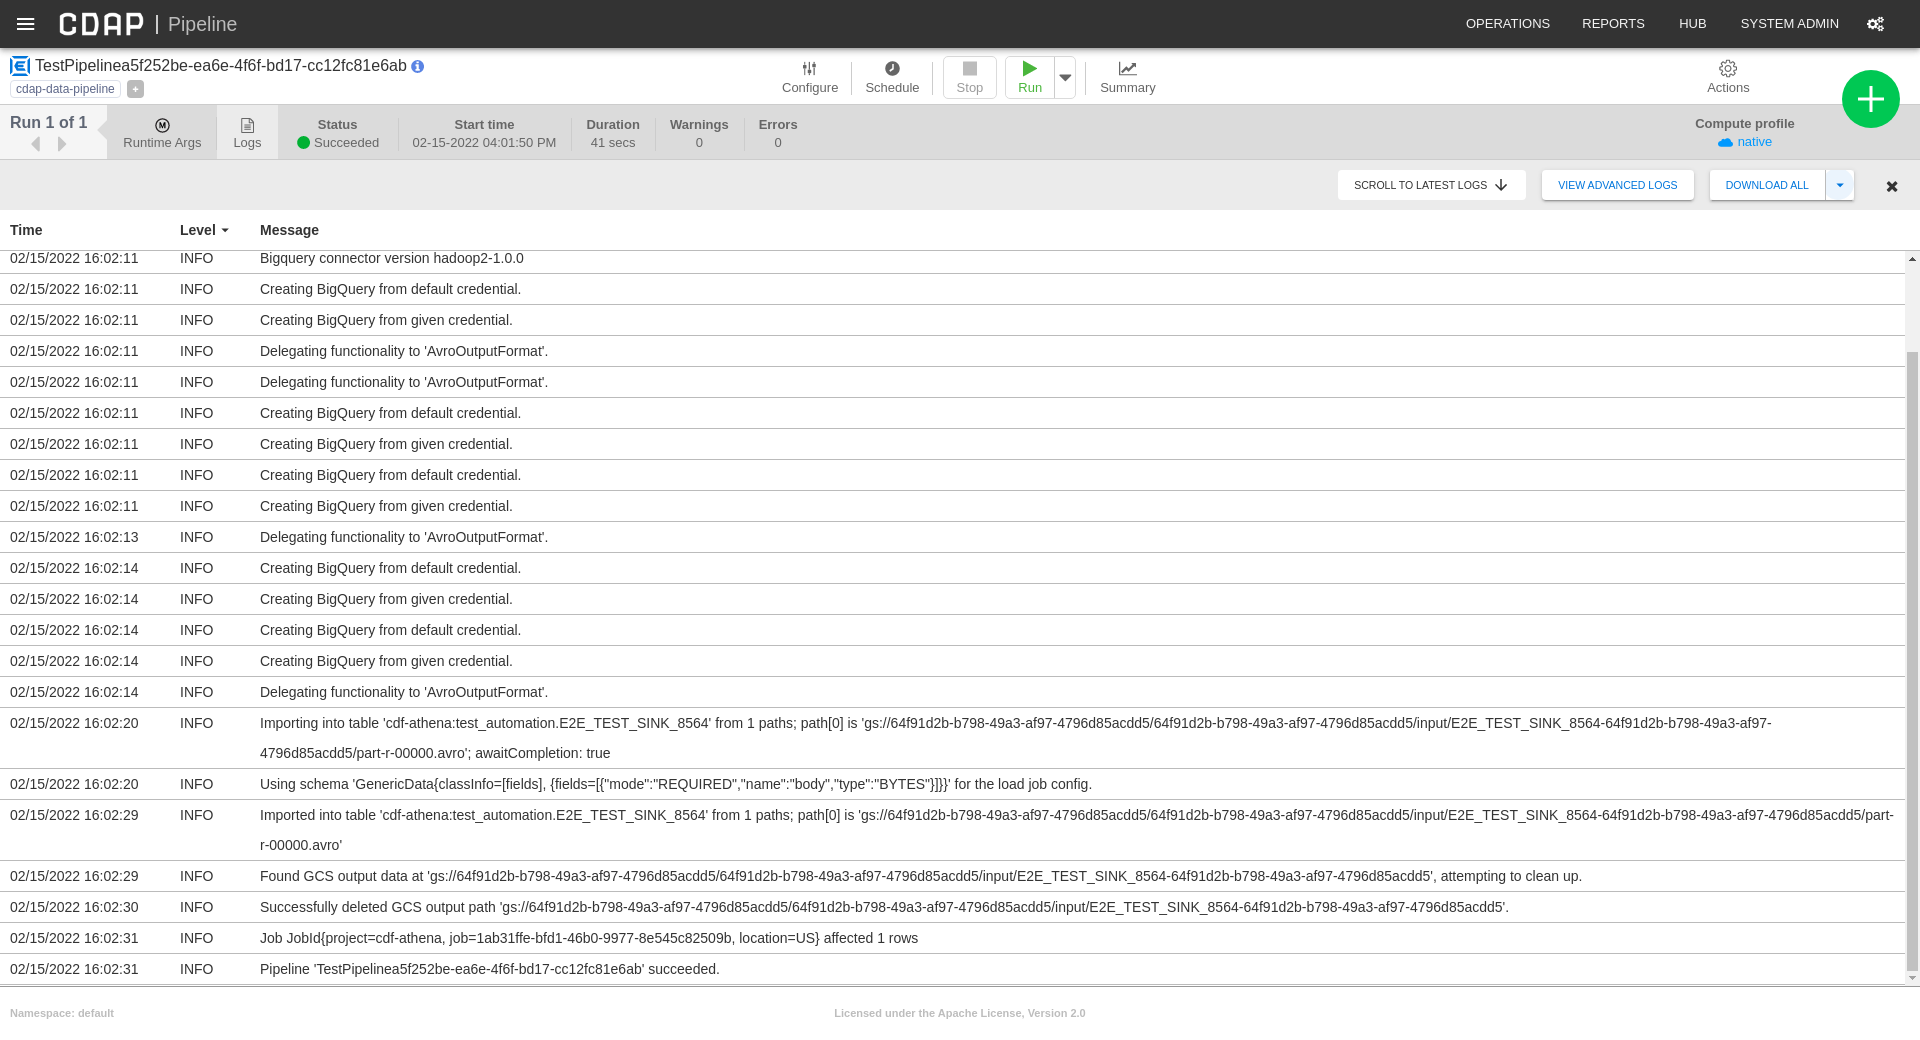 CDAP | Pipeline
OPERATIONS REPORTS HUB SYSTEM ADMIN
TestPipelinea5f252be-ea6e-4f6f-bd17-cc12fc81e6ab
cdap-data-pipeline +
Configure Schedule Stop Run Summary Actions
Run 1 of 1
Runtime Args
Logs
Status
Succeeded
Start time
02-15-2022 04:01:50 PM
Duration
41 secs
Warnings
0
Errors
0
Compute profile
native
SCROLL TO LATEST LOGS VIEW ADVANCED LOGS DOWNLOAD ALL
Time Level Message
02/15/2022 16:02:11 INFO Bigquery connector version hadoop2-1.0.0
02/15/2022 16:02:11 INFO Creating BigQuery from default credential.
02/15/2022 16:02:11 INFO Creating BigQuery from given credential.
02/15/2022 16:02:11 INFO Delegating functionality to 'AvroOutputFormat'.
02/15/2022 16:02:11 INFO Delegating functionality to 'AvroOutputFormat'.
02/15/2022 16:02:11 INFO Creating BigQuery from default credential.
02/15/2022 16:02:11 INFO Creating BigQuery from given credential.
02/15/2022 16:02:11 INFO Creating BigQuery from default credential.
02/15/2022 16:02:11 INFO Creating BigQuery from given credential.
02/15/2022 16:02:13 INFO Delegating functionality to 'AvroOutputFormat'.
02/15/2022 16:02:14 INFO Creating BigQuery from default credential.
02/15/2022 16:02:14 INFO Creating BigQuery from given credential.
02/15/2022 16:02:14 INFO Creating BigQuery from default credential.
02/15/2022 16:02:14 INFO Creating BigQuery from given credential.
02/15/2022 16:02:14 INFO Delegating functionality to 'AvroOutputFormat'.
02/15/2022 16:02:20 INFO Importing into table 'cdf-athena:test_automation.E2E_TEST_SINK_8564' from 1 paths; path[0] is 'gs://64f91d2b-b798-49a3-af97-4796d85acdd5/64f91d2b-b798-49a3-af97-4796d85acdd5/input/E2E_TEST_SINK_8564-64f91d2b-b798-49a3-af97-
4796d85acdd5/part-r-00000.avro'; awaitCompletion: true
02/15/2022 16:02:20 INFO Using schema 'GenericData{classInfo=[fields], {fields=[{"mode":"REQUIRED","name":"body","type":"BYTES"}]}}' for the load job config.
02/15/2022 16:02:29 INFO Imported into table 'cdf-athena:test_automation.E2E_TEST_SINK_8564' from 1 paths; path[0] is 'gs://64f91d2b-b798-49a3-af97-4796d85acdd5/64f91d2b-b798-49a3-af97-4796d85acdd5/input/E2E_TEST_SINK_8564-64f91d2b-b798-49a3-af97-4796d85acdd5/part-
r-00000.avro'
02/15/2022 16:02:29 INFO Found GCS output data at 'gs://64f91d2b-b798-49a3-af97-4796d85acdd5/64f91d2b-b798-49a3-af97-4796d85acdd5/input/E2E_TEST_SINK_8564-64f91d2b-b798-49a3-af97-4796d85acdd5', attempting to clean up.
02/15/2022 16:02:30 INFO Successfully deleted GCS output path 'gs://64f91d2b-b798-49a3-af97-4796d85acdd5/64f91d2b-b798-49a3-af97-4796d85acdd5/input/E2E_TEST_SINK_8564-64f91d2b-b798-49a3-af97-4796d85acdd5'.
02/15/2022 16:02:31 INFO Job JobId{project=cdf-athena, job=1ab31ffe-bfd1-46b0-9977-8e545c82509b, location=US} affected 1 rows
02/15/2022 16:02:31 INFO Pipeline 'TestPipelinea5f252be-ea6e-4f6f-bd17-cc12fc81e6ab' succeeded.
Namespace: default Licensed under the Apache License, Version 2.0